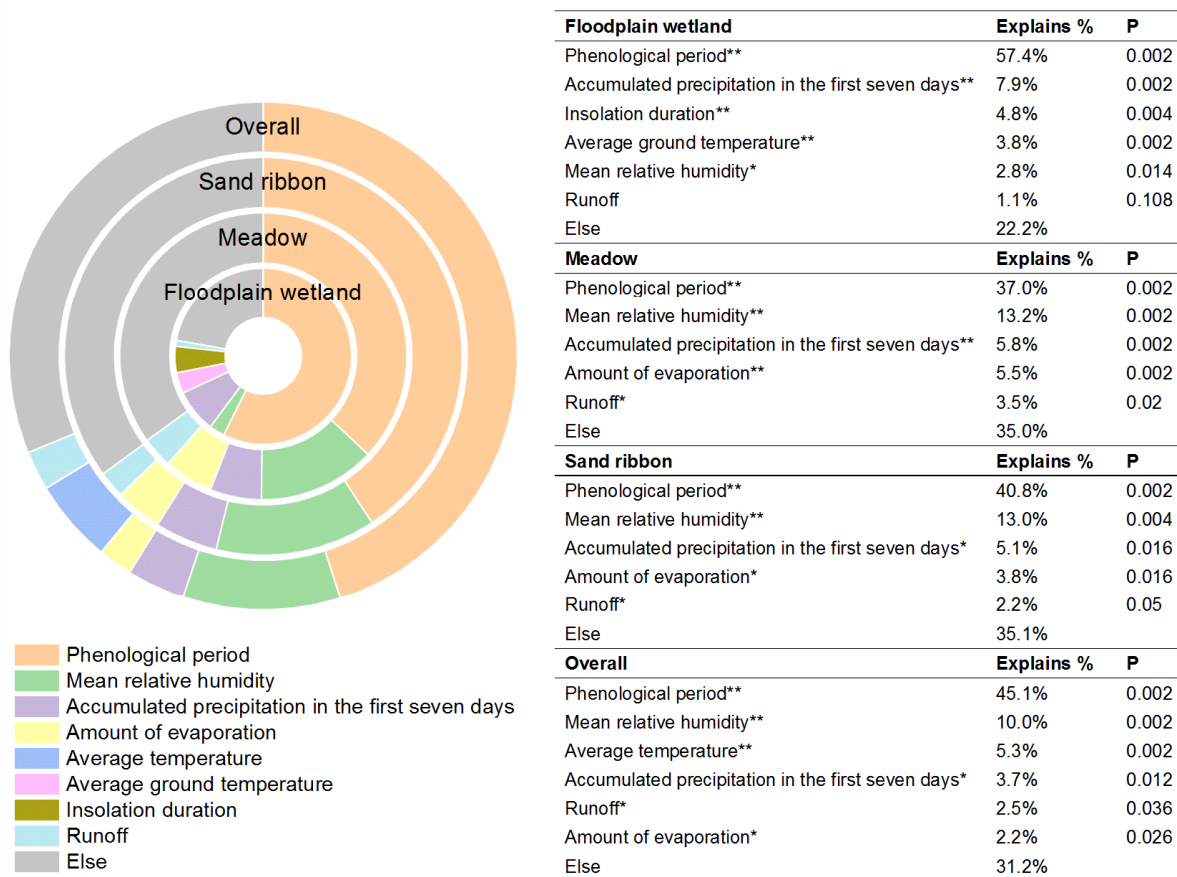 Overall
Sand ribbon
Meadow
Floodplain wetland
Phenological period
Mean relative humidity
Accumulated precipitation in the first seven days
Amount of evaporation
Average temperature
Average ground temperature
Insolation duration
Runoff
Else
Floodplain wetland Explains % P
Phenological period** 57.4% 0.002
Accumulated precipitation in the first seven days** 7.9% 0.002
Insolation duration** 4.8% 0.004
Average ground temperature** 3.8% 0.002
Mean relative humidity* 2.8% 0.014
Runoff 1.1% 0.108
Else 22.2%
Meadow Explains % P
Phenological period** 37.0% 0.002
Mean relative humidity** 13.2% 0.002
Accumulated precipitation in the first seven days** 5.8% 0.002
Amount of evaporation** 5.5% 0.002
Runoff* 3.5% 0.02
Else 35.0%
Sand ribbon Explains % P
Phenological period** 40.8% 0.002
Mean relative humidity** 13.0% 0.004
Accumulated precipitation in the first seven days* 5.1% 0.016
Amount of evaporation* 3.8% 0.016
Runoff* 2.2% 0.05
Else 35.1%
Overall Explains % P
Phenological period** 45.1% 0.002
Mean relative humidity** 10.0% 0.002
Average temperature** 5.3% 0.002
Accumulated precipitation in the first seven days* 3.7% 0.012
Runoff* 2.5% 0.036
Amount of evaporation* 2.2% 0.026
Else 31.2%